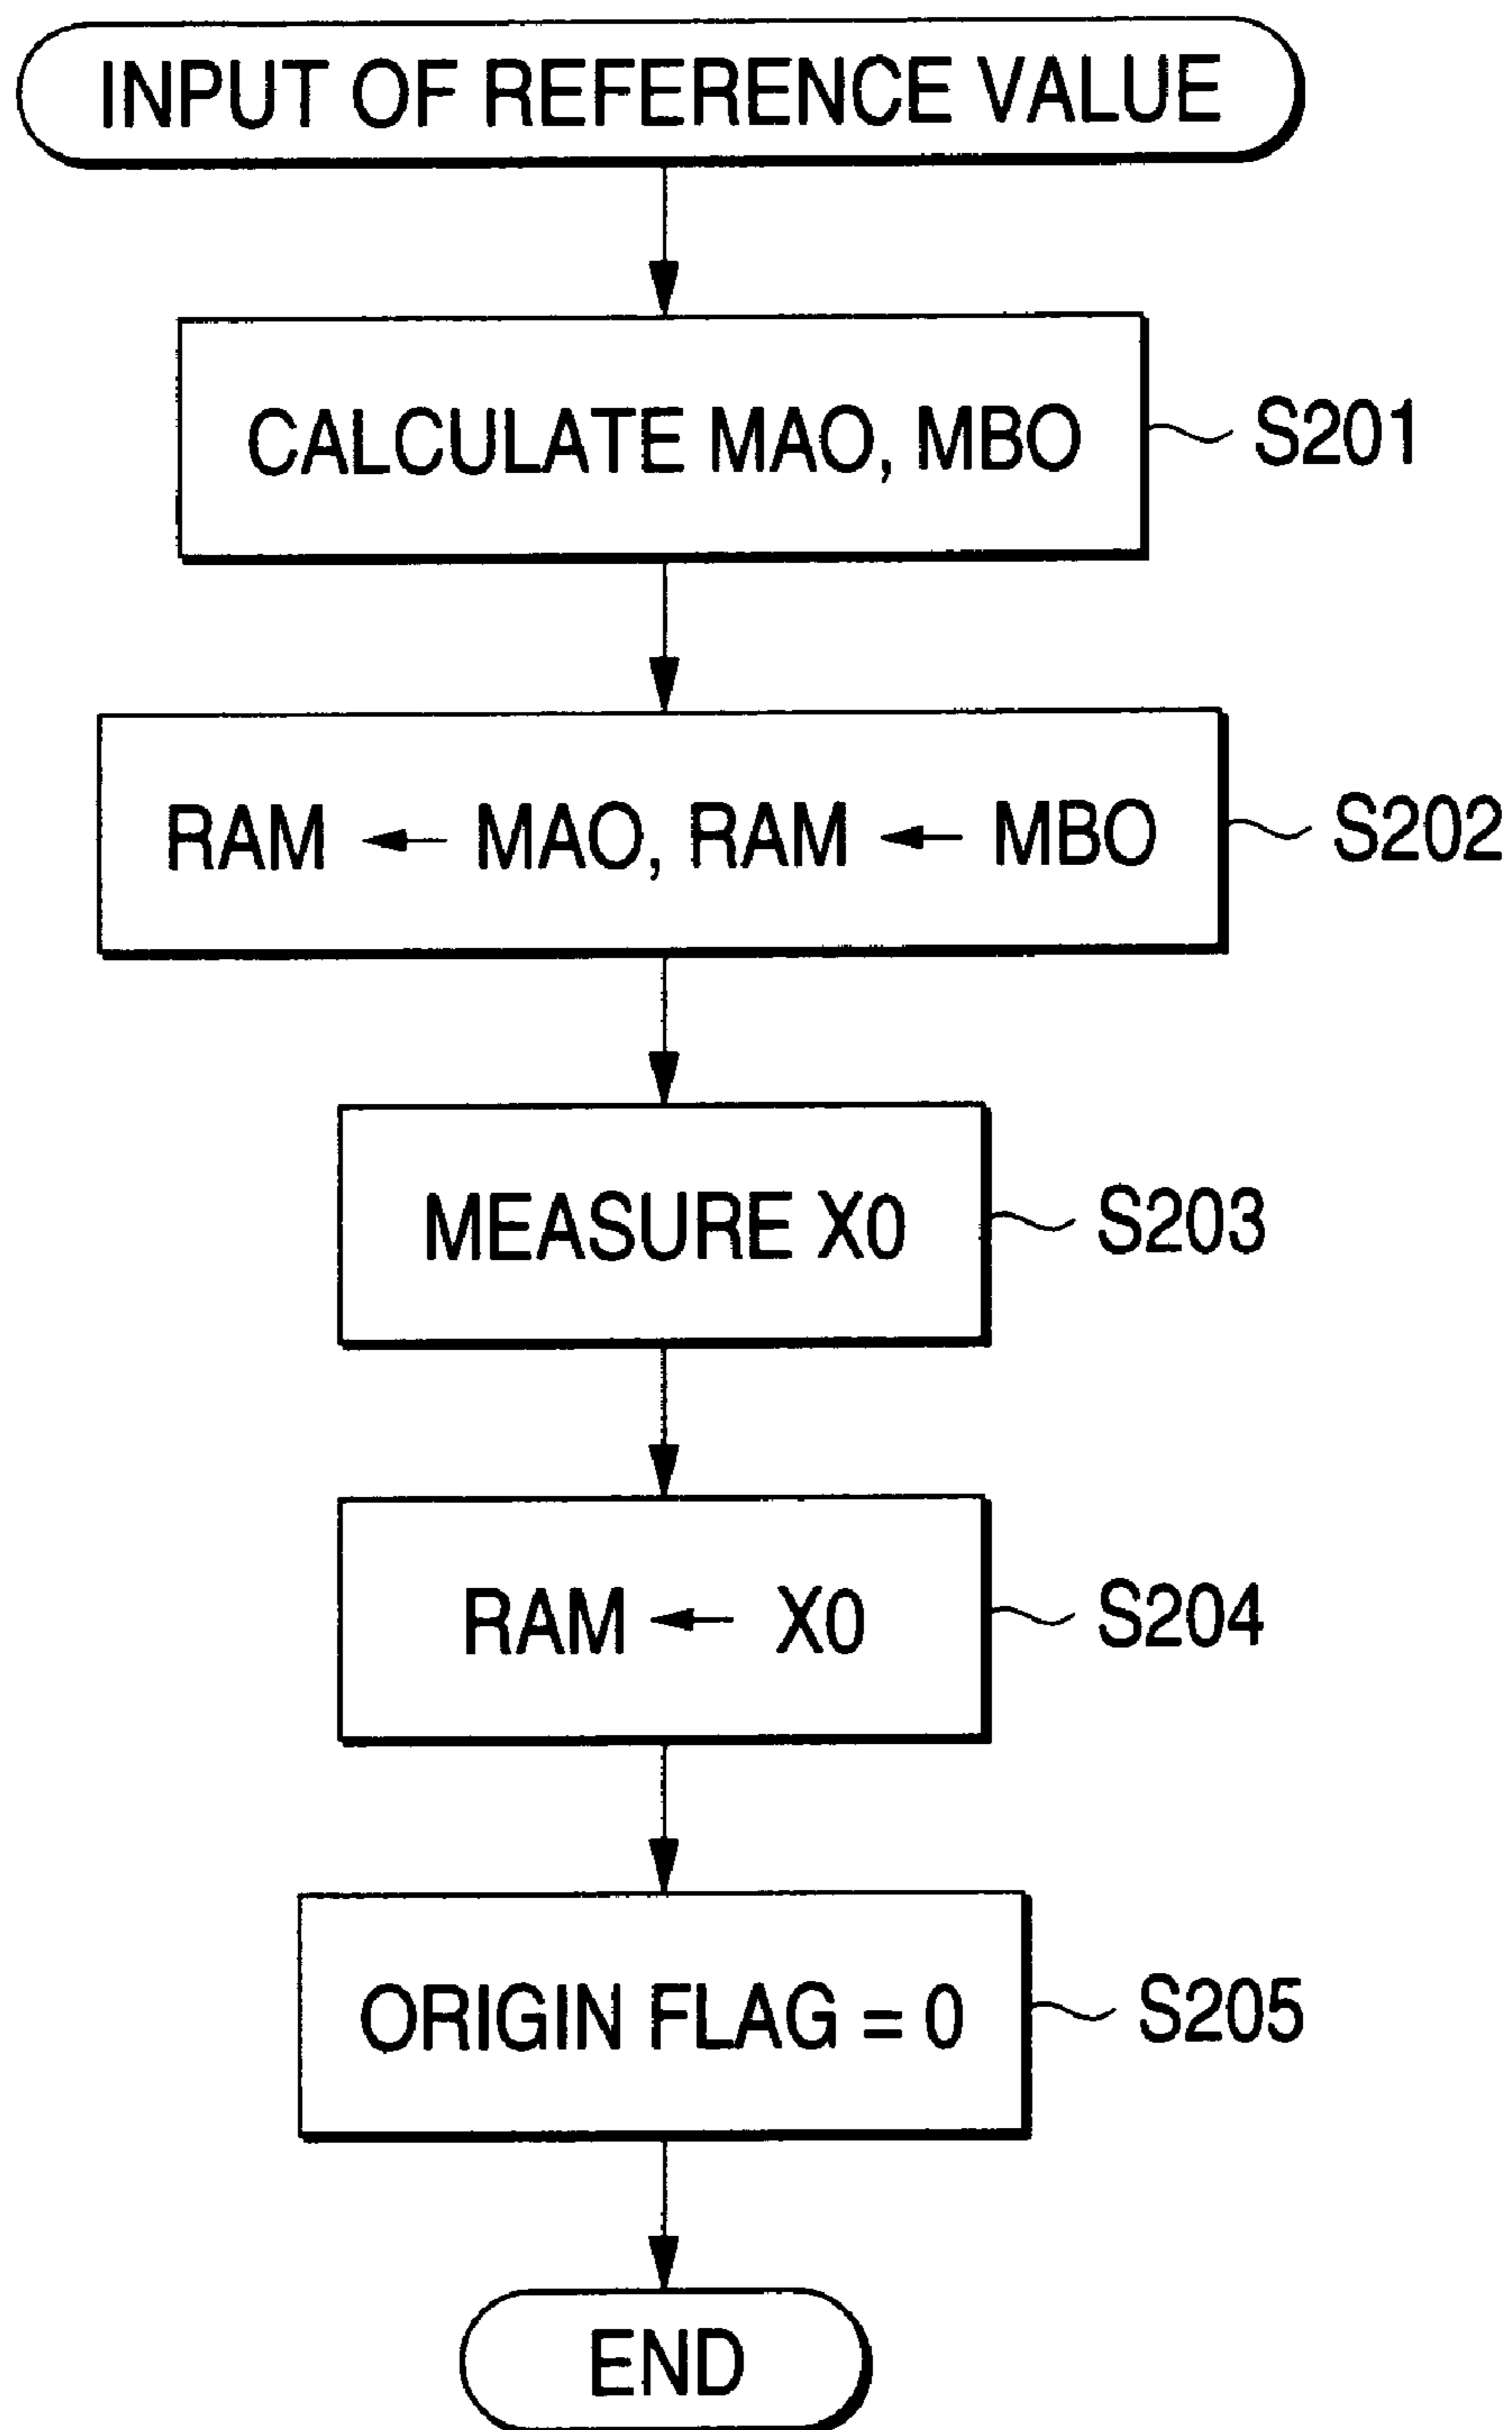 INPUT OF REFERENCE VALUE
CALCULATE MAO, MBO
S201
RAM ← MAO, RAM ← MBO
S202
MEASURE X0
S203
RAM ← X0
S204
ORIGIN FLAG = 0
S205
END